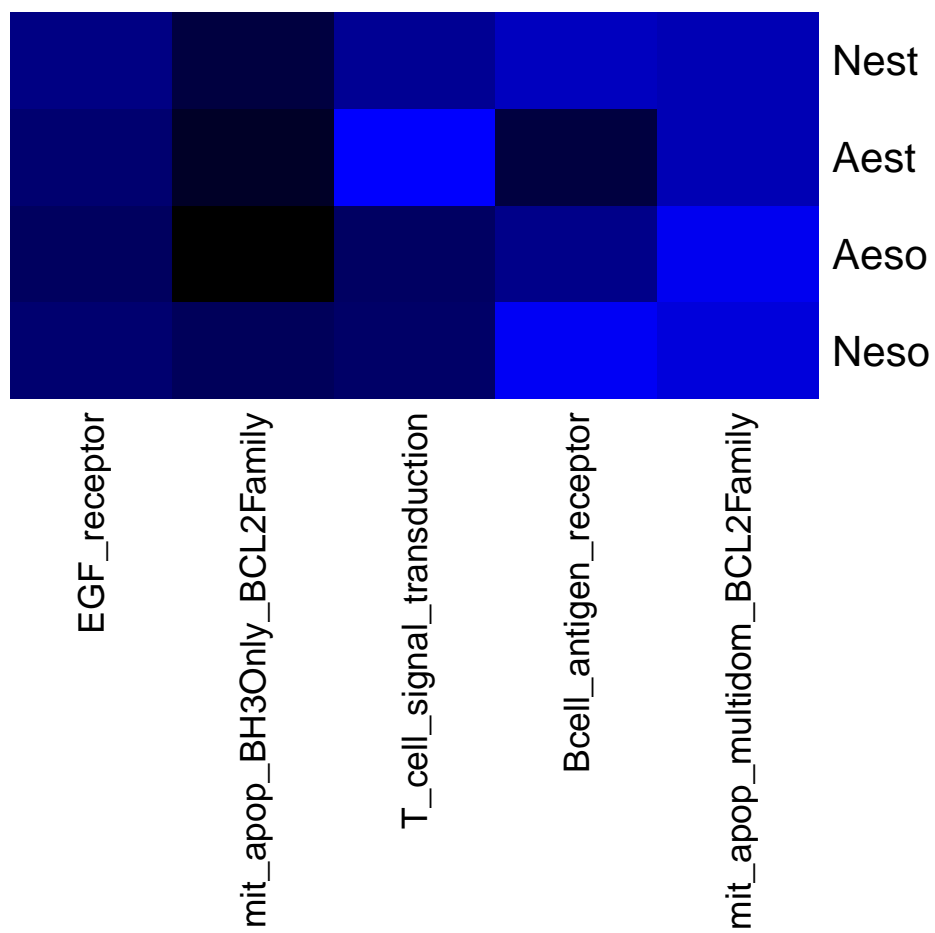 Nest
Aest
Aeso
Neso
EGF_receptor
mit_apop_BH3Only_BCL2Family
T_cell_signal_transduction
Bcell_antigen_receptor
mit_apop_multidom_BCL2Family